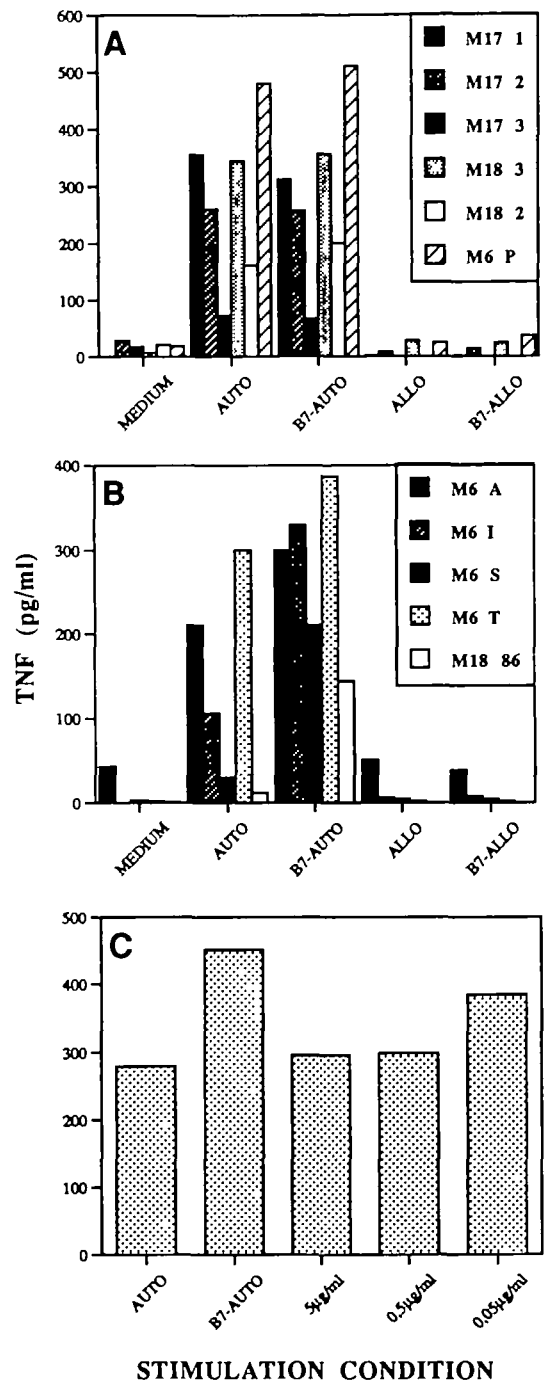 A
600
500
400
300
200
100
0
M17 1
M17 2
M17 3
M18 3
M18 2
M6 P
MEDIUM
AUTO
B7-AUTO
ALLO
B7-ALLO
B
TNF (pg/ml)
400
300
200
100
0
M6 A
M6 I
M6 S
M6 T
M18 86
MEDIUM
AUTO
B7-AUTO
ALLO
B7-ALLO
C
500
400
300
200
100
0
AUTO
B7-AUTO
5µg/ml
0.5µg/ml
0.05µg/ml
STIMULATION CONDITION